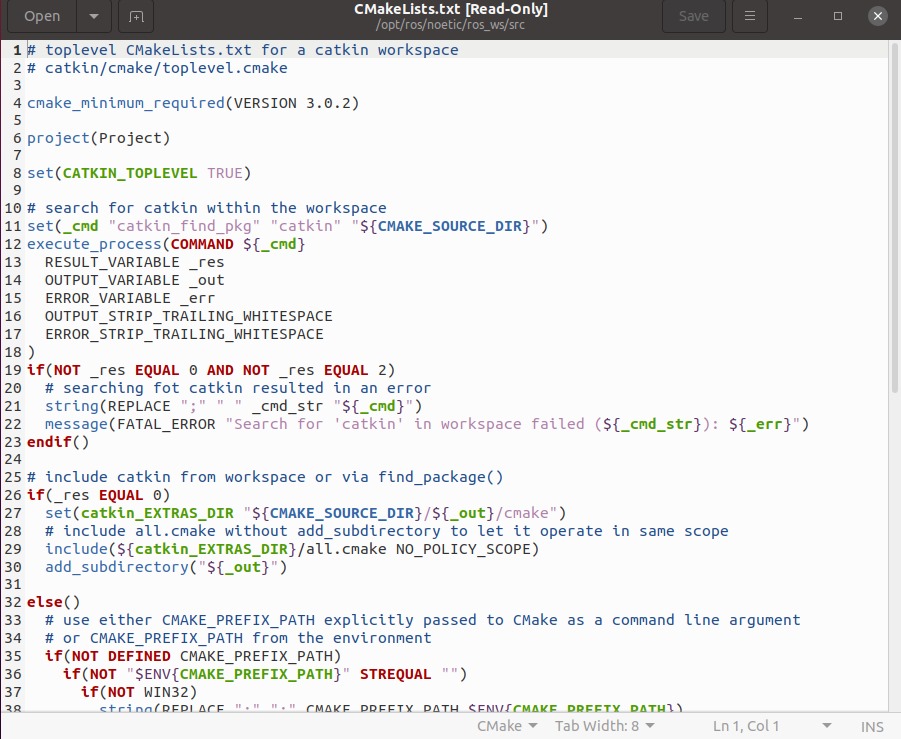 Open
CMakeLists.txt [Read-Only]
/opt/ros/noetic/ros_ws/src
Save
1 # toplevel CMakeLists.txt for a catkin workspace
2 # catkin/cmake/toplevel.cmake
3
4 cmake_minimum_required(VERSION 3.0.2)
5
6 project(Project)
7
8 set(CATKIN_TOPLEVEL TRUE)
9
10 # search for catkin within the workspace
11 set(_cmd "catkin_find_pkg" "catkin" "${CMAKE_SOURCE_DIR}")
12 execute_process(COMMAND ${_cmd}
13   RESULT_VARIABLE _res
14   OUTPUT_VARIABLE _out
15   ERROR_VARIABLE _err
16   OUTPUT_STRIP_TRAILING_WHITESPACE
17   ERROR_STRIP_TRAILING_WHITESPACE
18 )
19 if(NOT _res EQUAL 0 AND NOT _res EQUAL 2)
20   # searching fot catkin resulted in an error
21   string(REPLACE ";" " " _cmd_str "${_cmd}")
22   message(FATAL_ERROR "Search for 'catkin' in workspace failed (${_cmd_str}): ${_err}")
23 endif()
24
25 # include catkin from workspace or via find_package()
26 if(_res EQUAL 0)
27   set(catkin_EXTRAS_DIR "${CMAKE_SOURCE_DIR}/${_out}/cmake")
28   # include all.cmake without add_subdirectory to let it operate in same scope
29   include(${catkin_EXTRAS_DIR}/all.cmake NO_POLICY_SCOPE)
30   add_subdirectory("${_out}")
31
32 else()
33   # use either CMAKE_PREFIX_PATH explicitly passed to CMake as a command line argument
34   # or CMAKE_PREFIX_PATH from the environment
35   if(NOT DEFINED CMAKE_PREFIX_PATH)
36     if(NOT "$ENV{CMAKE_PREFIX_PATH}" STREQUAL "")
37       if(NOT WIN32)
38         string(REPLACE ":" ";" CMAKE_PREFIX_PATH $ENV{CMAKE_PREFIX_PATH})
CMake Tab Width: 8 Ln 1, Col 1 INS